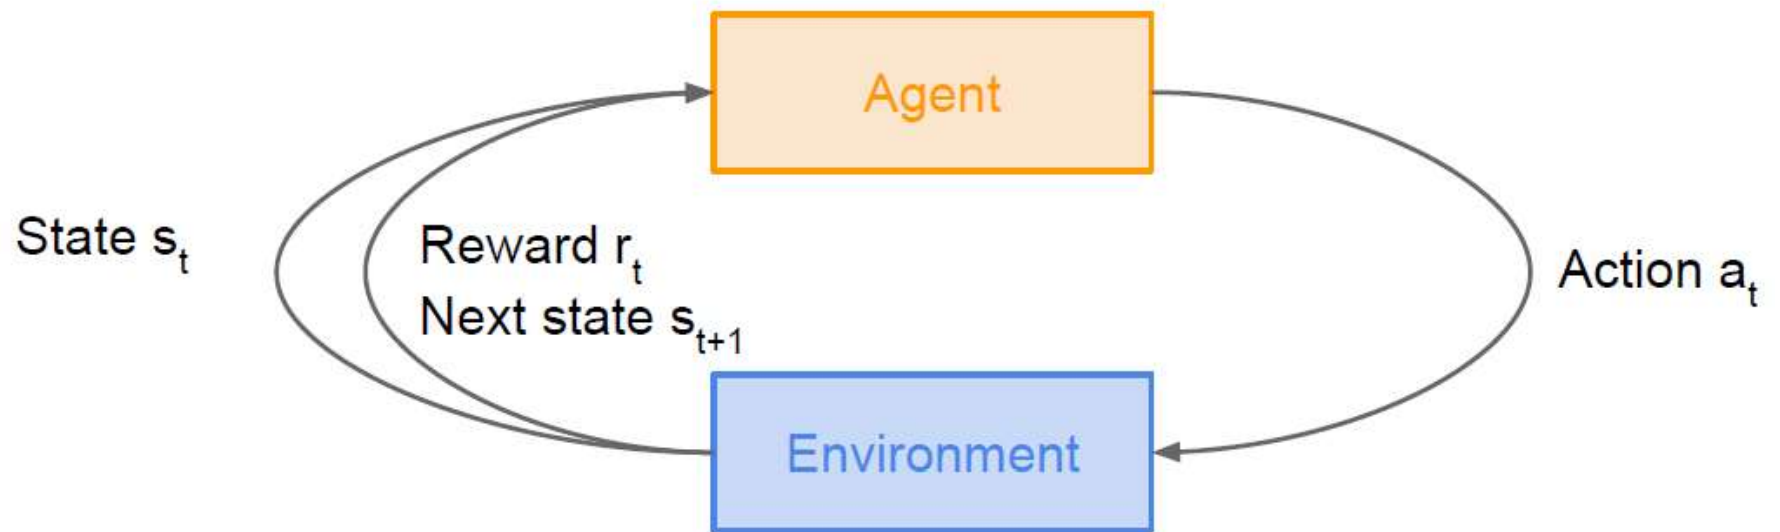 Agent
State sₜ
Reward rₜ
Next state sₜ₊₁
Action aₜ
Environment